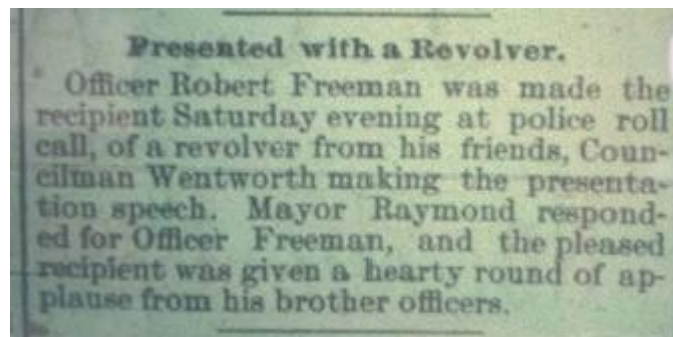 Presented with a Revolver.
Officer Robert Freeman was made the
recipient Saturday evening at police roll
call, of a revolver from his friends, Coun-
cilman Wentworth making the presenta-
tion speech. Mayor Raymond respond-
ed for Officer Freeman, and the pleased
recipient was given a hearty round of ap-
plause from his brother officers.